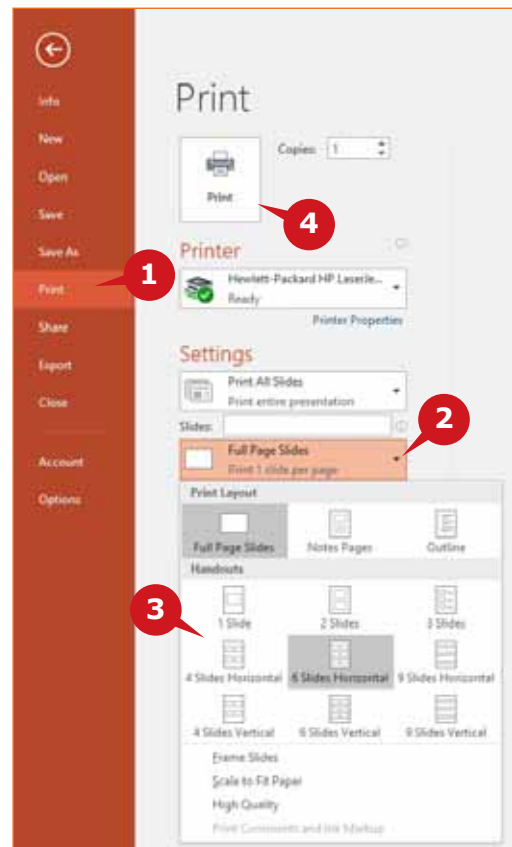 Print
Info
New
Open
Save
Save As
Print
Share
Export
Close
Account
Options
Copies: 1
Print
4
Printer
1
Hewlett-Packard HP LaserJe...
Ready
Printer Properties
Settings
Print All Slides
Print entire presentation
Slides:
2
Full Page Slides
Print 1 slide per page
Print Layout
Full Page Slides Notes Pages Outline
Handouts
3
1 Slide 2 Slides 3 Slides
4 Slides Horizontal 6 Slides Horizontal 9 Slides Horizontal
4 Slides Vertical 6 Slides Vertical 9 Slides Vertical
Frame Slides
Scale to Fit Paper
High Quality
Print Comments and Ink Markup